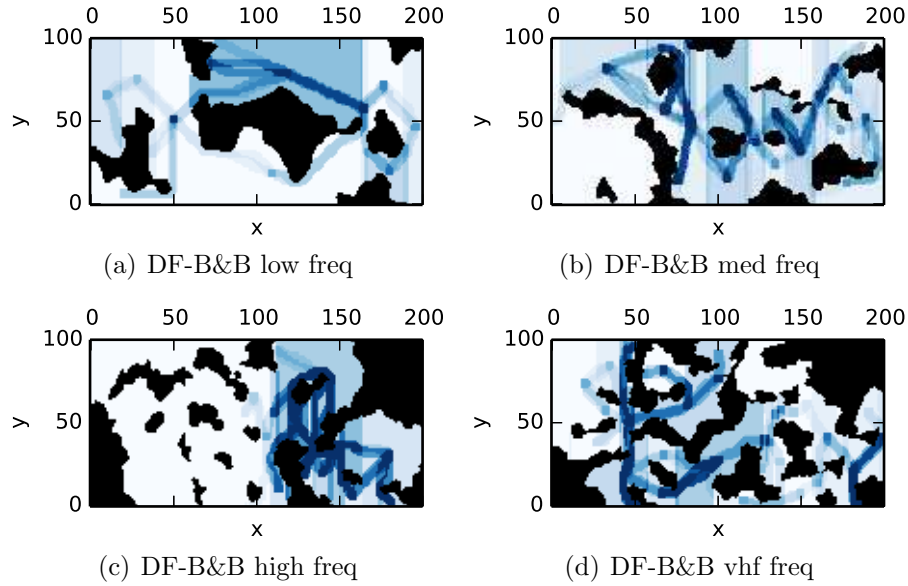 0 50 100 150 200 0 50 100 150 200
100 100
y 50 y 50
0 0
x x
(a) DF-B&B low freq (b) DF-B&B med freq
0 50 100 150 200 0 50 100 150 200
100 100
y 50 y 50
0 0
x x
(c) DF-B&B high freq (d) DF-B&B vhf freq